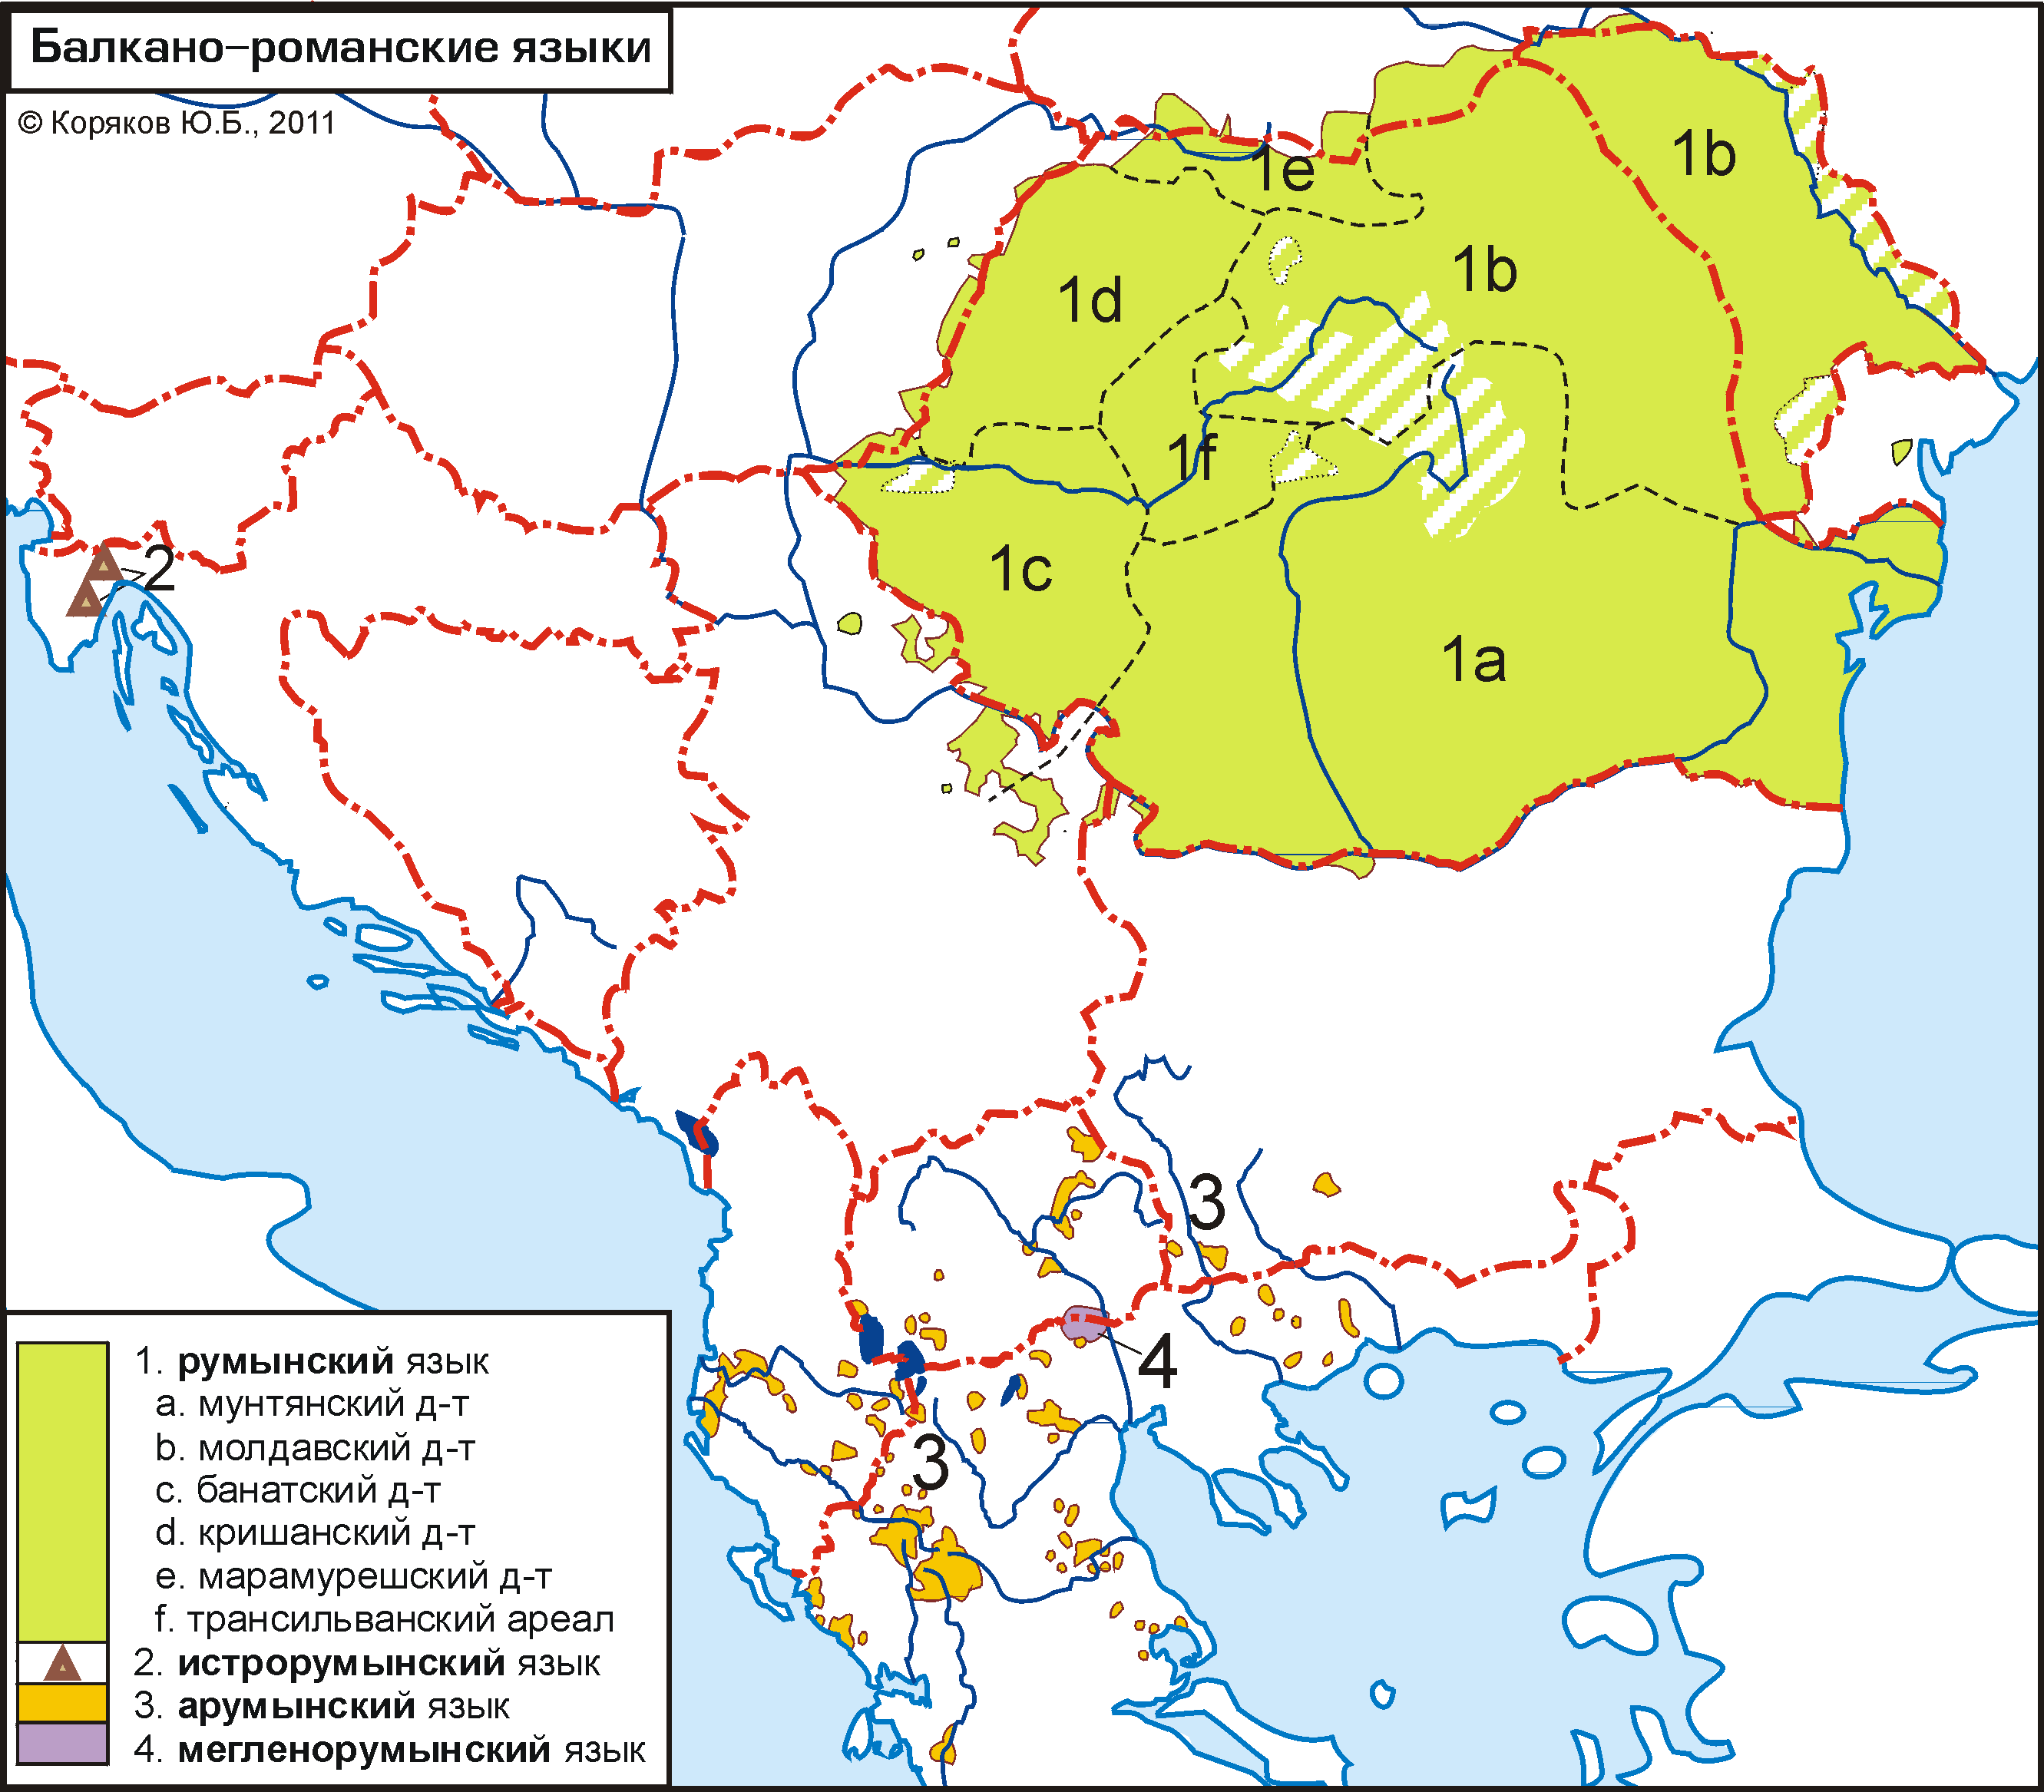 Балкано–романские языки
© Коряков Ю.Б., 2011
1e
1b
1d
1b
1f
1c
1a
2
3
4
3
1. румынский язык
a. мунтянский д-т
b. молдавский д-т
c. банатский д-т
d. кришанский д-т
e. марамурешский д-т
f. трансильванский ареал
2. истрорумынский язык
3. арумынский язык
4. мегленорумынский язык